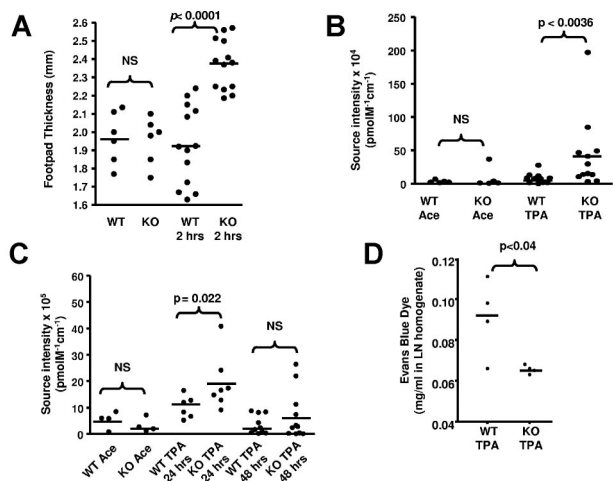 A
p< 0.0001
NS
Footpad Thickness (mm)
2.6
2.5
2.4
2.3
2.2
2.1
2.0
1.9
1.8
1.7
1.6
WT
KO
WT
2 hrs
KO
2 hrs
B
p < 0.0036
NS
Source intensity x 10⁴
(pmolM⁻¹cm⁻¹)
250
200
150
100
50
0
WT
Ace
KO
Ace
WT
TPA
KO
TPA
C
p = 0.022
NS
NS
Source intensity x 10⁵
(pmolM⁻¹cm⁻¹)
60
50
40
30
20
10
0
WT Ace
KO Ace
WT TPA
24 hrs
KO TPA
24 hrs
WT TPA
48 hrs
KO TPA
48 hrs
D
p<0.04
Evans Blue Dye
(mg/ml in LN homogenate)
0.12
0.10
0.08
0.06
0.04
WT
TPA
KO
TPA